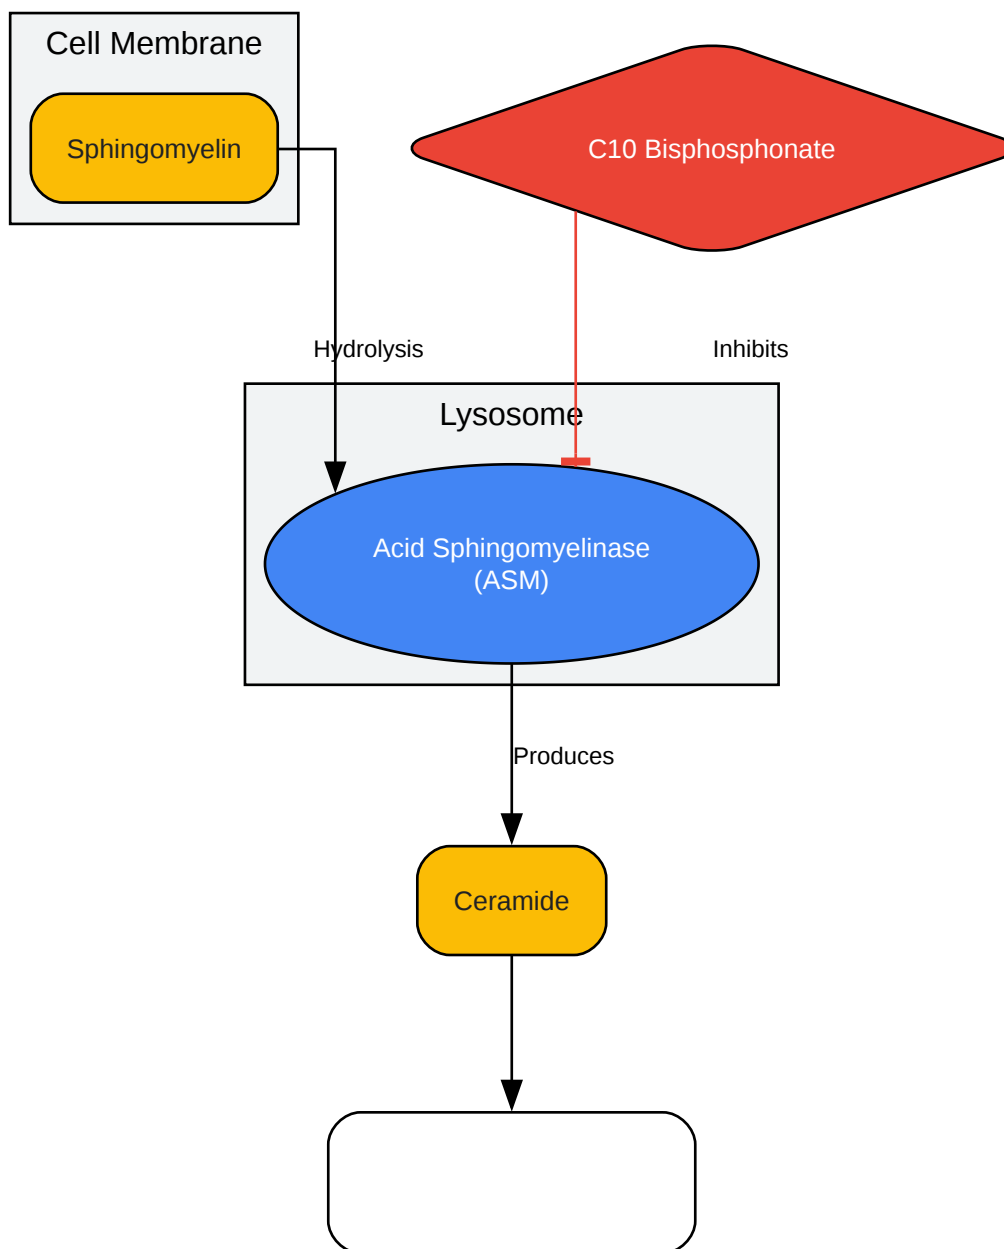 Cell Membrane
Sphingomyelin
C10 Bisphosphonate
Hydrolysis
Inhibits
Lysosome
Acid Sphingomyelinase
(ASM)
Produces
Ceramide